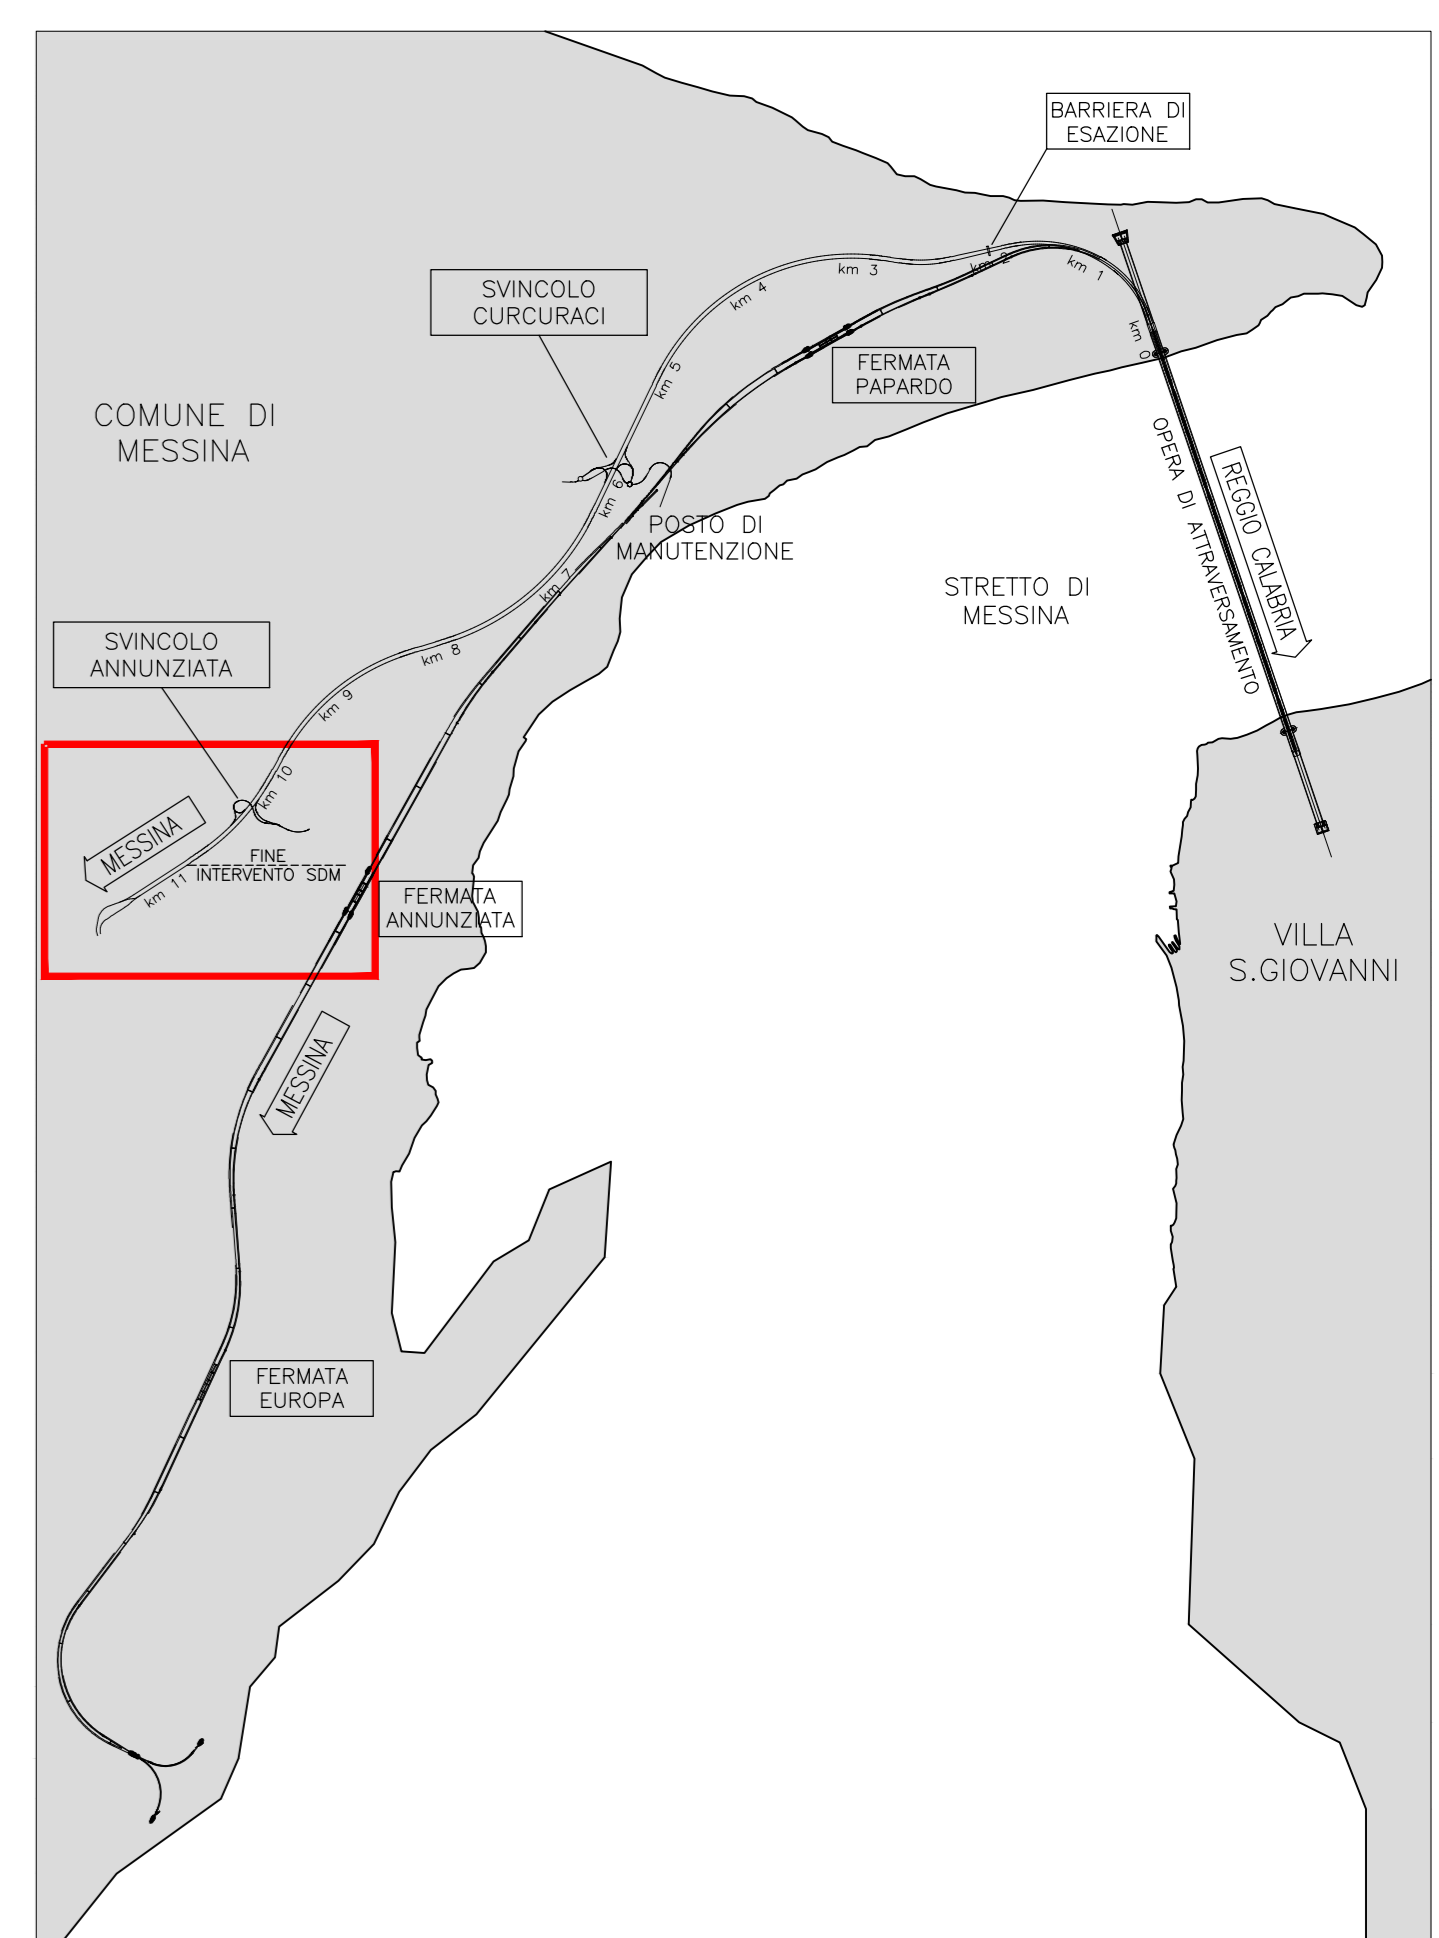 BARRIERA DI
ESAZIONE
SVINCOLO
CURCURACI
km 0
km 1
km 2
km 3
km 4
km 5
km 6
km 7
km 8
km 9
km 10
km 11
FERMATA
PAPARDO
COMUNE DI
MESSINA
POSTO DI
MANUTENZIONE
OPERA DI ATTRAVERSAMENTO
REGGIO CALABRIA
STRETTO DI
MESSINA
SVINCOLO
ANNUNZIATA
MESSINA
FINE
INTERVENTO SDM
FERMATA
ANNUNZIATA
VILLA
S.GIOVANNI
MESSINA
FERMATA
EUROPA